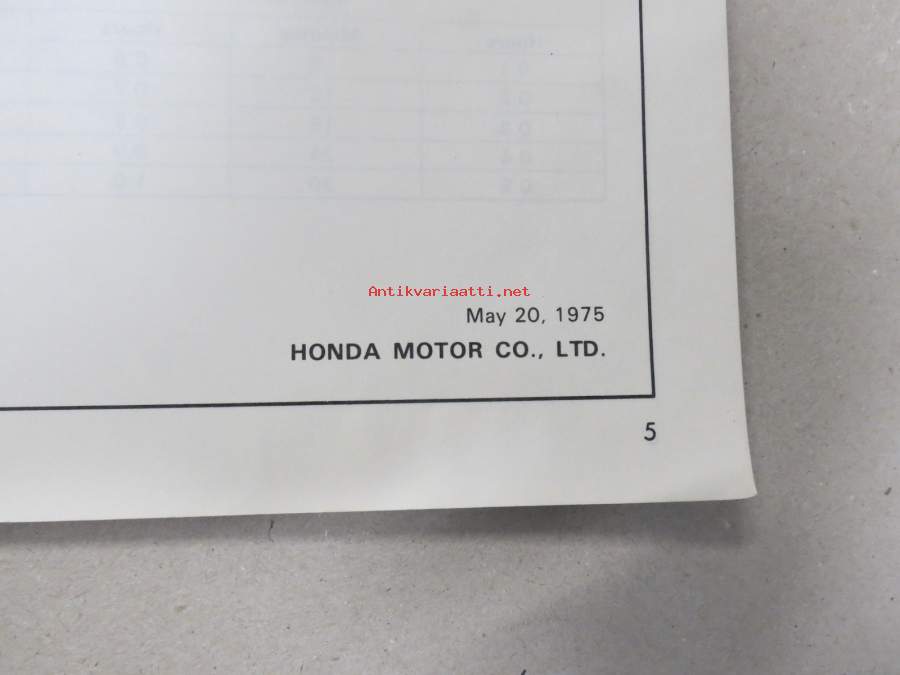 Antikvariaatti.net
May 20, 1975
HONDA MOTOR CO., LTD.
5